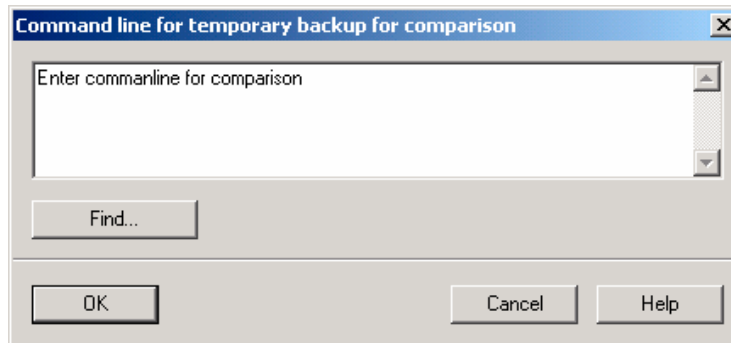 Command line for temporary backup for comparison
Enter commanline for comparison
Find...
OK
Cancel
Help